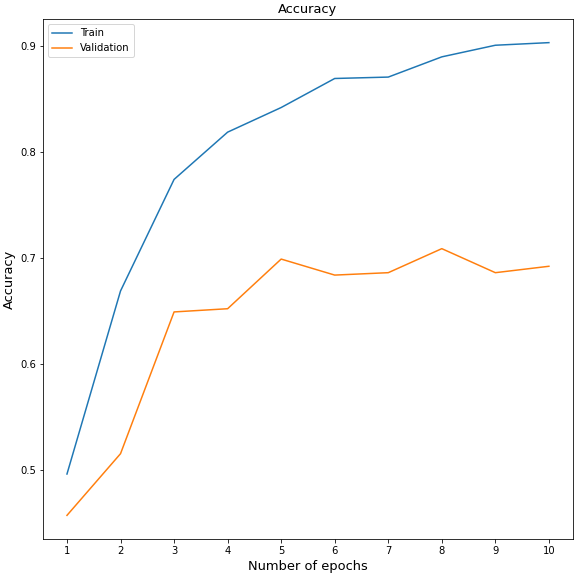 Accuracy
Train
Validation
0.9
0.8
0.7
0.6
0.5
Accuracy
1 2 3 4 5 6 7 8 9 10
Number of epochs